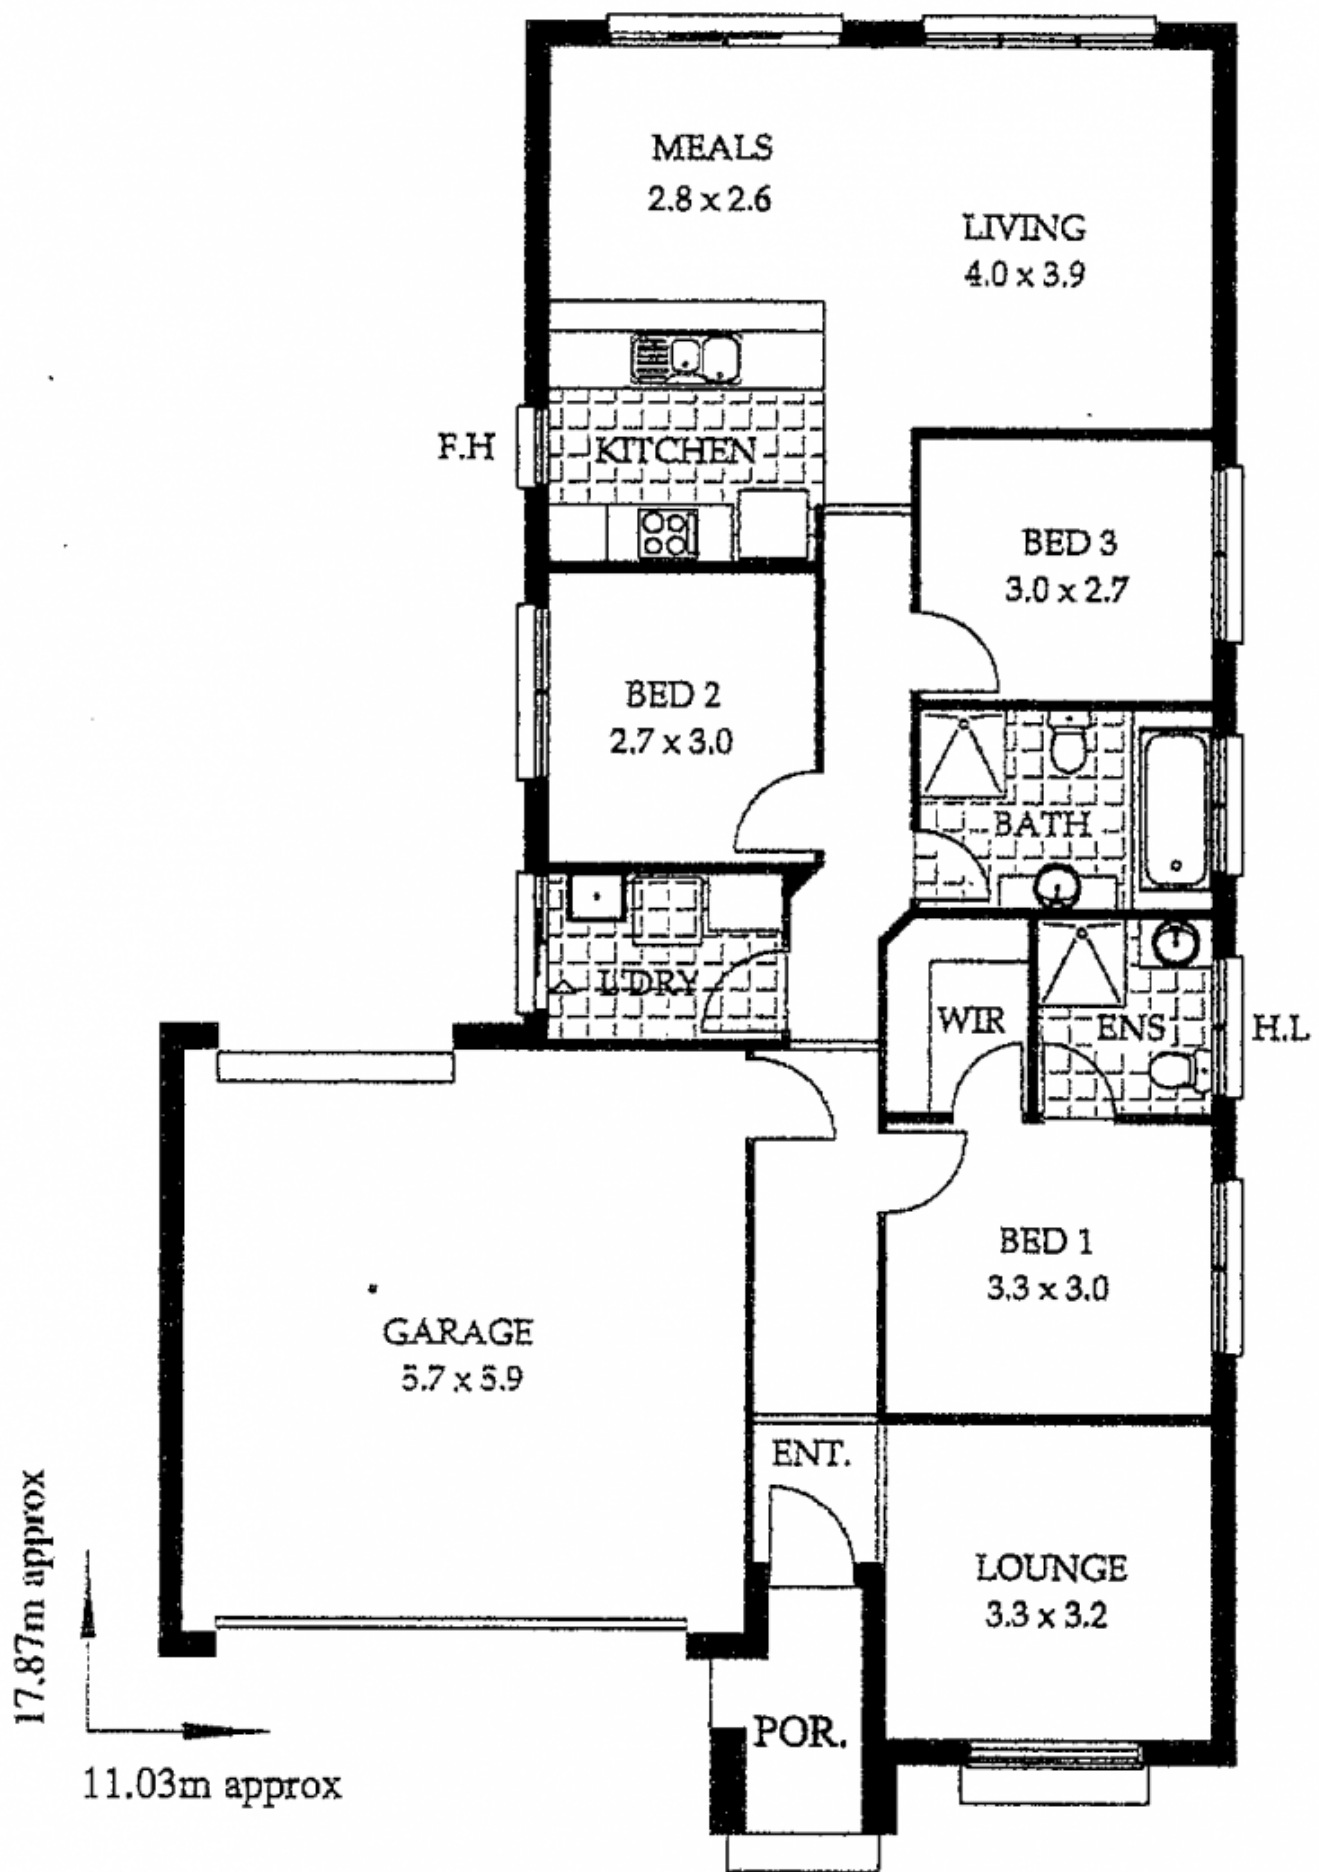 MEALS
2.8 x 2.6
LIVING
4.0 x 3.9
F.H
KITCHEN
BED 3
3.0 x 2.7
BED 2
2.7 x 3.0
BATH
L'DRY
WIR
ENS
H.L
BED 1
3.3 x 3.0
GARAGE
5.7 x 5.9
ENT.
LOUNGE
3.3 x 3.2
POR.
17.87m approx
11.03m approx